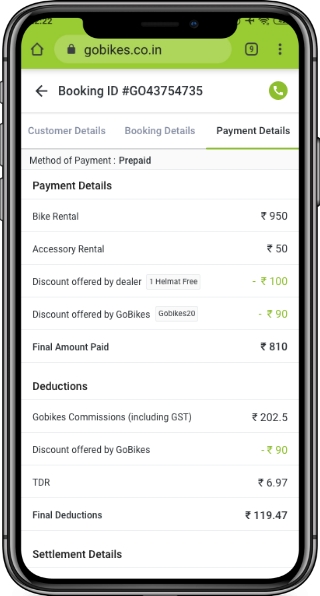 2:22
gobikes.co.in
9
Booking ID #GO43754735
Customer Details Booking Details Payment Details
Method of Payment : Prepaid
Payment Details
Bike Rental ₹ 950
Accessory Rental ₹ 50
Discount offered by dealer 1 Helmat Free - ₹ 100
Discount offered by GoBikes Gobikes20 - ₹ 90
Final Amount Paid ₹ 810
Deductions
Gobikes Commissions (including GST) ₹ 202.5
Discount offered by GoBikes - ₹ 90
TDR ₹ 6.97
Final Deductions ₹ 119.47
Settlement Details